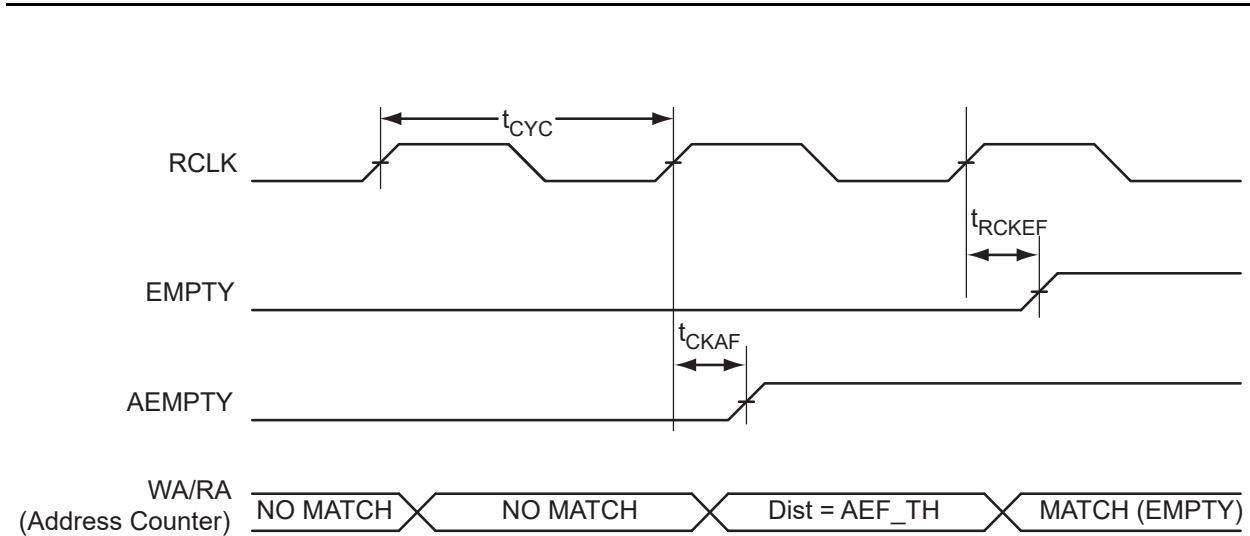 tCYC
RCLK
tRCKEF
EMPTY
tCKAF
AEMPTY
WA/RA
(Address Counter)
NO MATCH
NO MATCH
Dist = AEF_TH
MATCH (EMPTY)